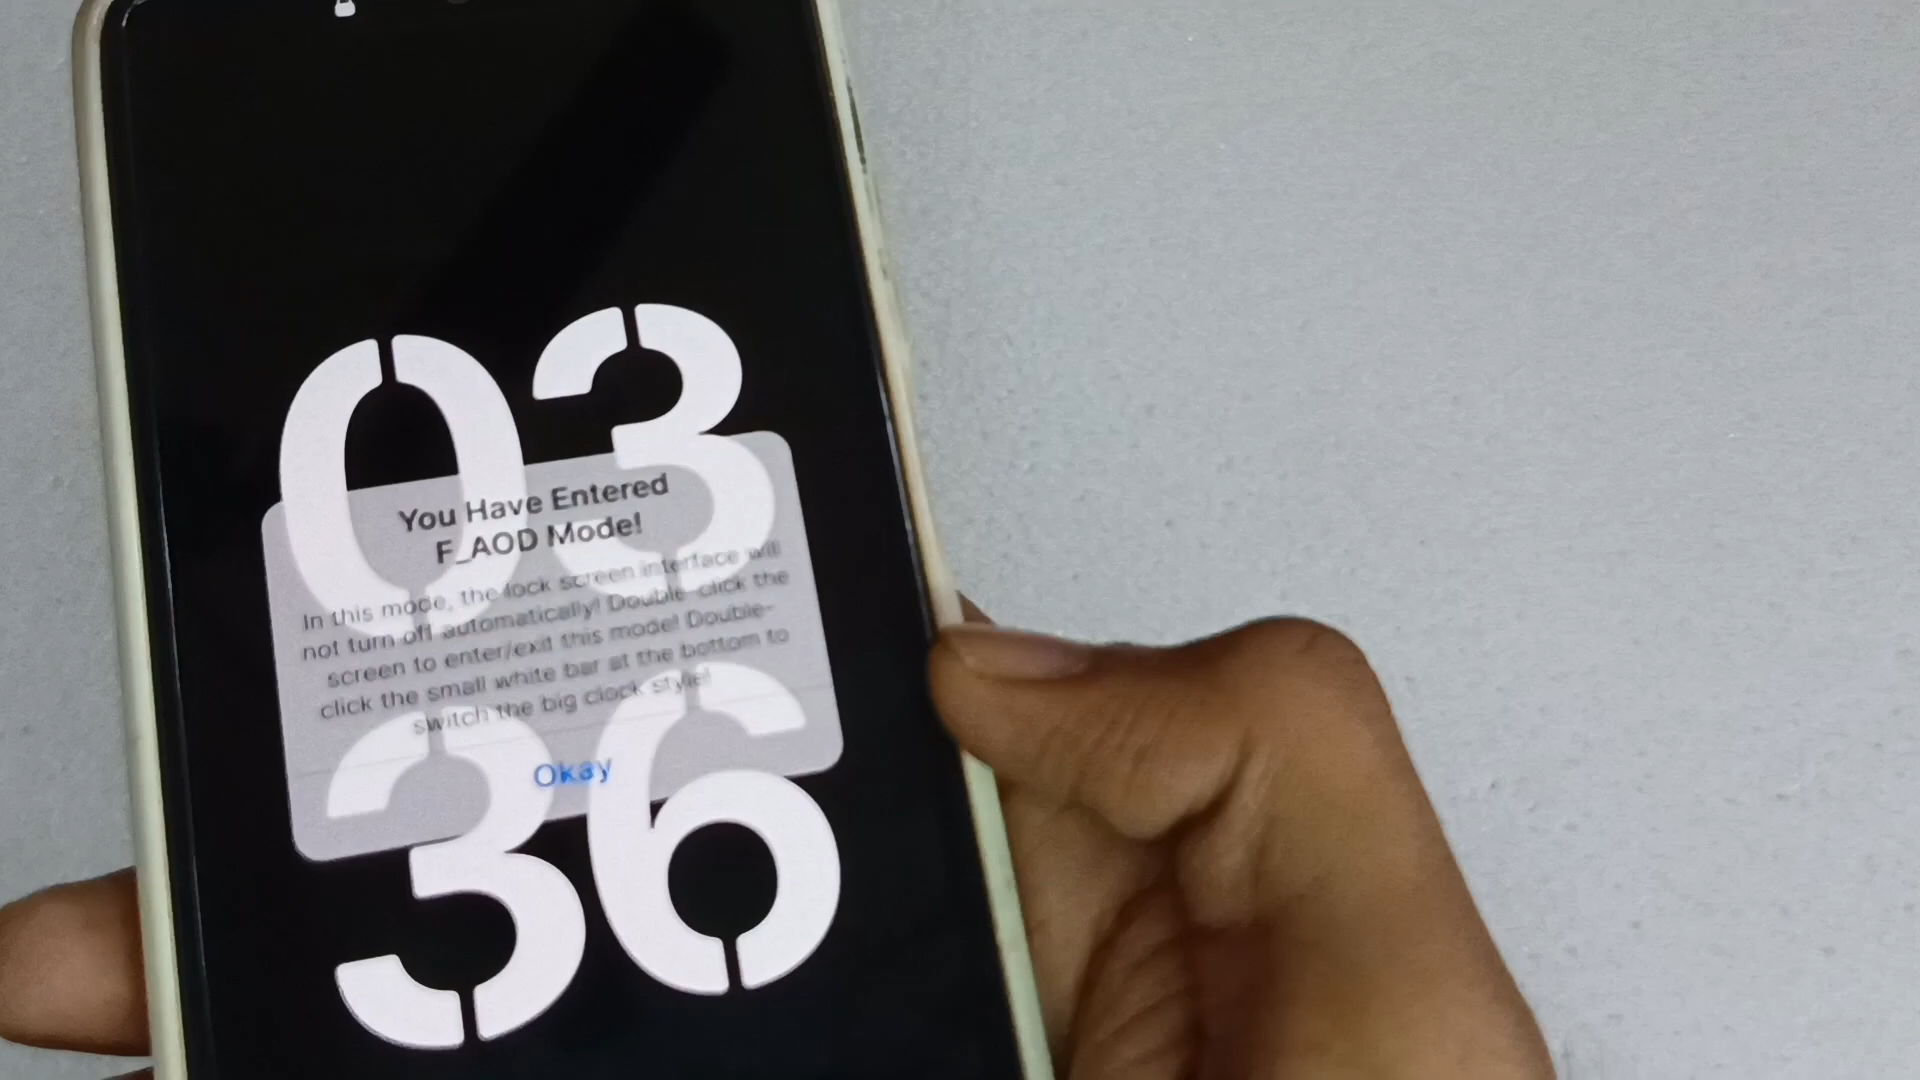 03
You Have Entered
F_AOD Mode!
In this mode, the lock screen interface will
not turn off automatically! Double-click the
screen to enter/exit this mode! Double-
click the small white bar at the bottom to
switch the big clock style!
Okay
36